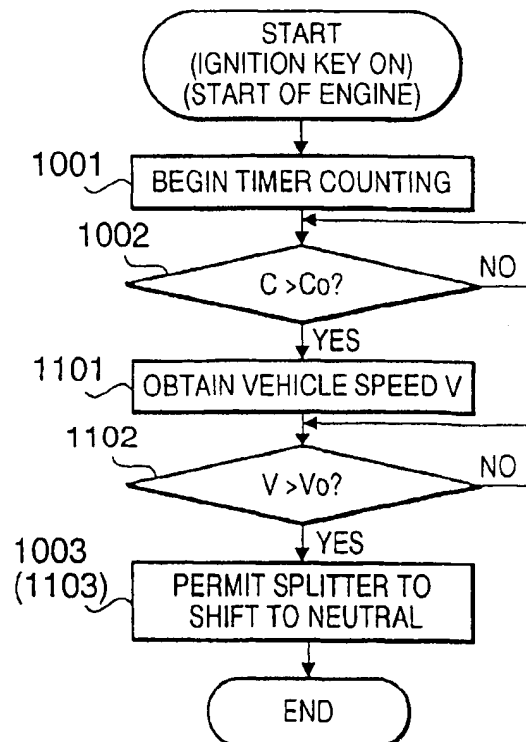 START
(IGNITION KEY ON)
(START OF ENGINE)
1001
BEGIN TIMER COUNTING
1002
C >Co?
NO
YES
1101
OBTAIN VEHICLE SPEED V
1102
V >Vo?
NO
YES
1003
(1103)
PERMIT SPLITTER TO
SHIFT TO NEUTRAL
END